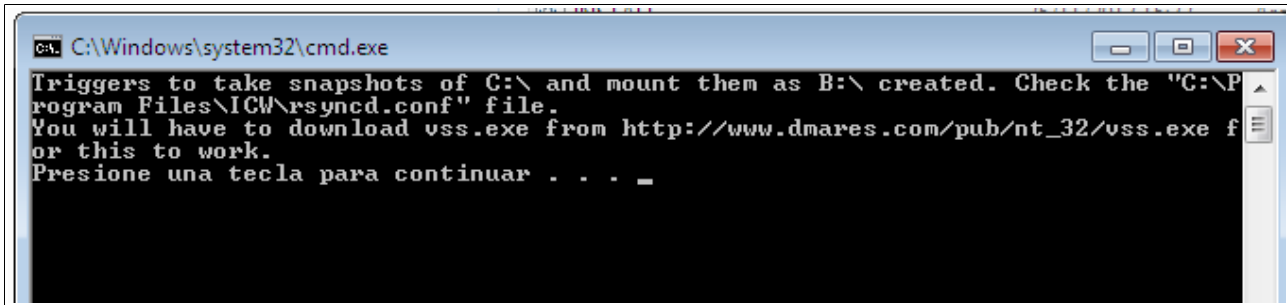 C:\Windows\system32\cmd.exe
Triggers to take snapshots of C:\ and mount them as B:\ created. Check the "C:\P
rogram Files\ICW\rsyncd.conf" file.
You will have to download vss.exe from http://www.dmares.com/pub/nt_32/vss.exe f
or this to work.
Presione una tecla para continuar . . . _